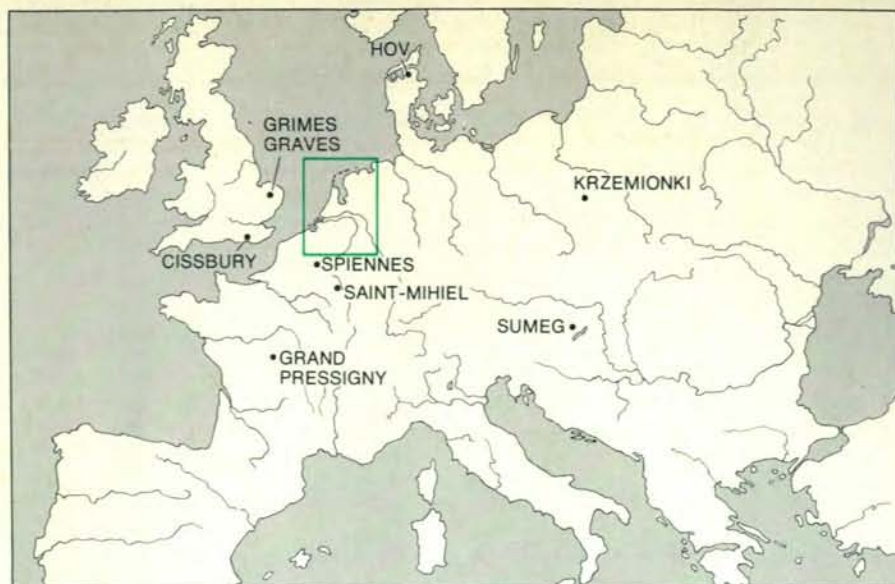 HOV
GRIMES
GRAVES
KRZEMIONKI
CISSBURY
SPIENNES
SAINT-MIHIEL
SUMEG
GRAND
PRESSIGNY